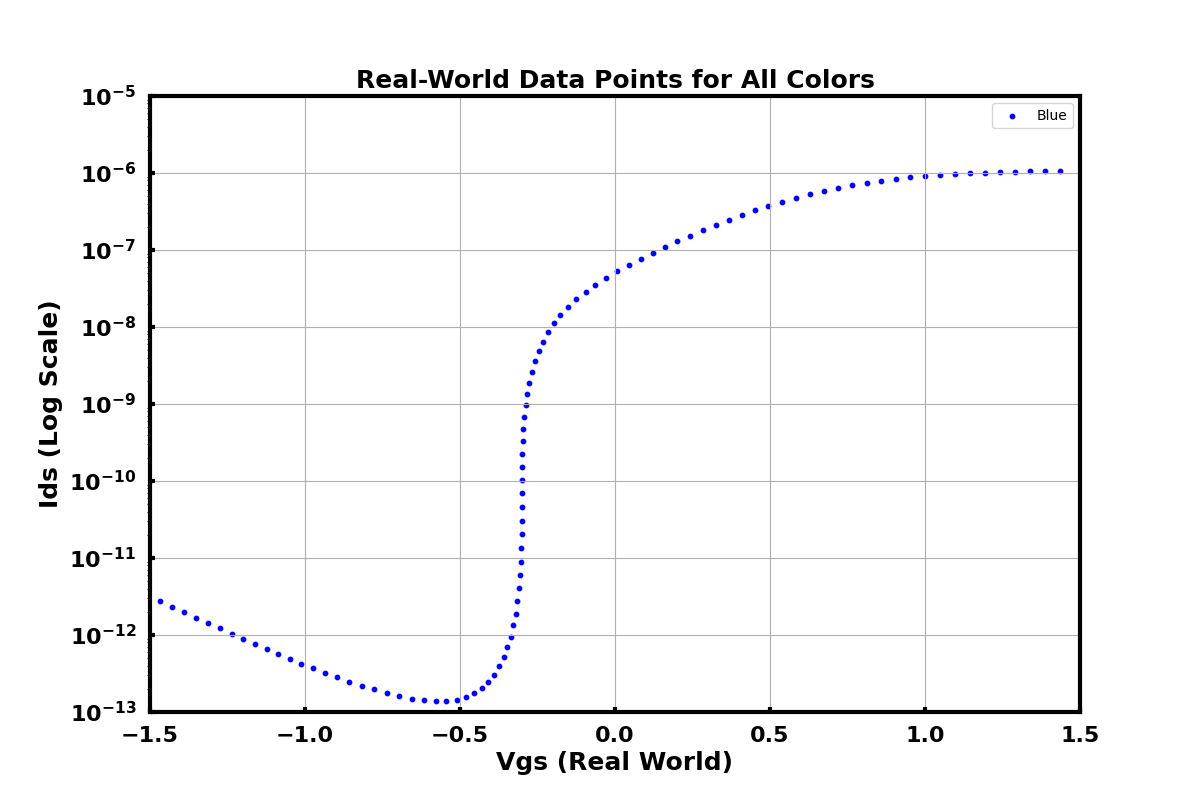 Real-World Data Points for All Colors
10⁻⁵
Blue
10⁻⁶
10⁻⁷
10⁻⁸
10⁻⁹
10⁻¹⁰
10⁻¹¹
10⁻¹²
10⁻¹³
Ids (Log Scale)
−1.5 −1.0 −0.5 0.0 0.5 1.0 1.5
Vgs (Real World)